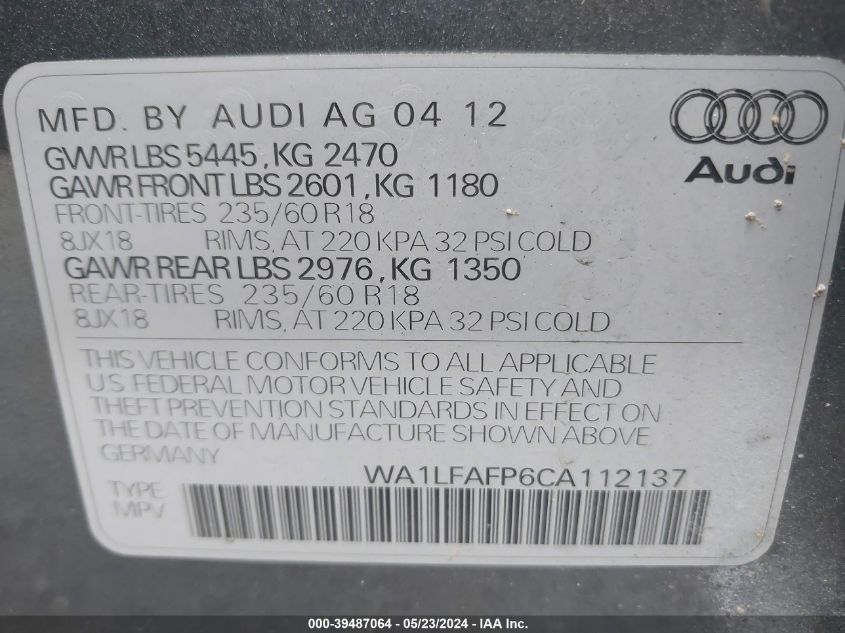 MFD. BY AUDI AG 04 12
GVWR LBS 5445, KG 2470
GAWR FRONT LBS 2601, KG 1180
FRONT-TIRES 235/60 R18
8JX18 RIMS, AT 220 KPA 32 PSI COLD
GAWR REAR LBS 2976, KG 1350
REAR-TIRES 235/60 R18
8JX18 RIMS, AT 220 KPA 32 PSI COLD
Audi
THIS VEHICLE CONFORMS TO ALL APPLICABLE
US FEDERAL MOTOR VEHICLE SAFETY AND
THEFT PREVENTION STANDARDS IN EFFECT ON
THE DATE OF MANUFACTURE SHOWN ABOVE
GERMANY
WA1LFAFP6CA112137
TYPE
MPV
000-39487064 - 05/23/2024 - IAA Inc.